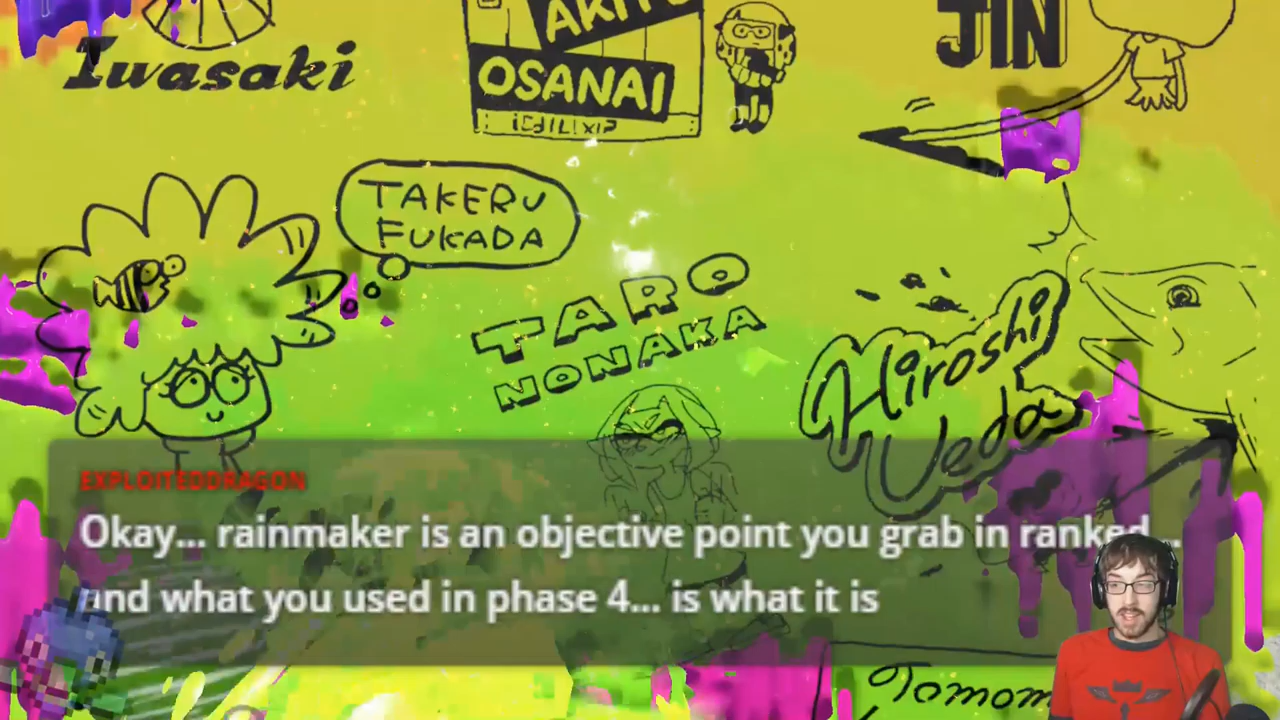 Iwasaki
AKITO
OSANAI
JIN
TAKERU
FUKADA
TARO
NONAKA
Hiroshi
Ueda
EXPLOITEDDRAGON
Okay... rainmaker is an objective point you grab in ranked...
and what you used in phase 4... is what it is